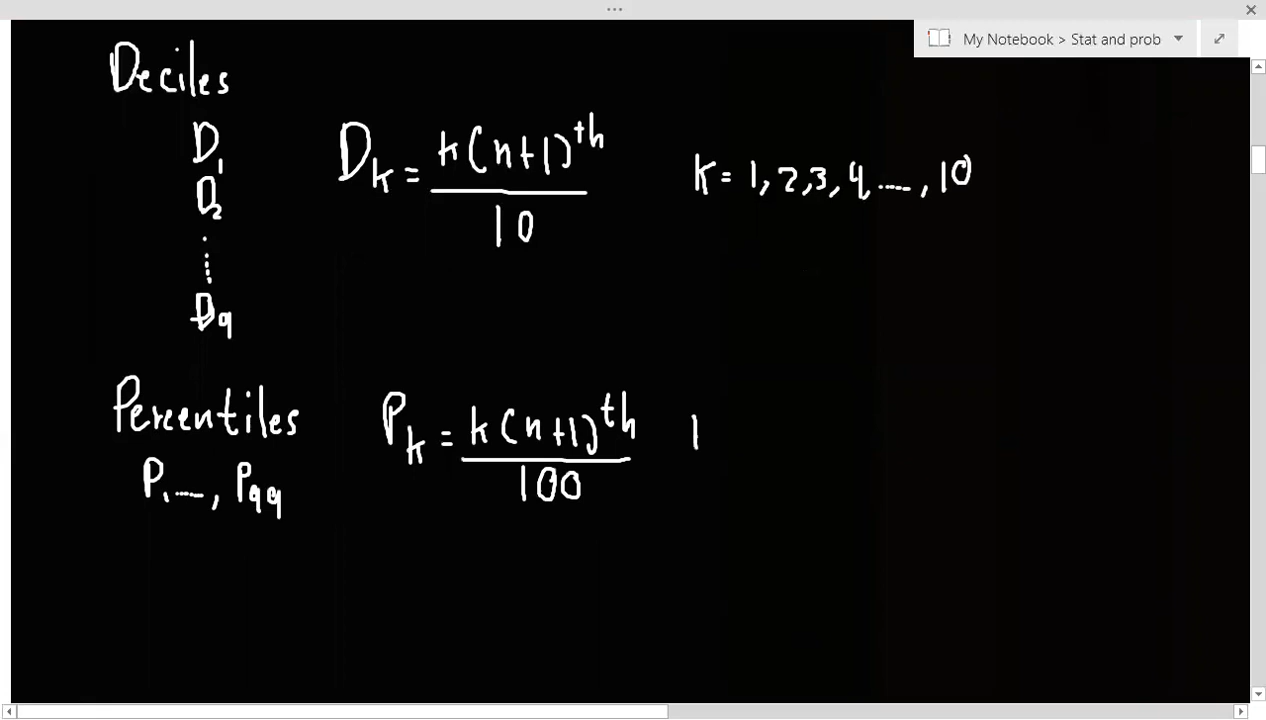 My Notebook > Stat and prob
Deciles
D₁
D₂
⋮
D₉
Dₖ = k(n+1)ᵗʰ / 10
k = 1, 2, 3, 4, ...., 10
Percentiles
P₁ ...., P₉₉
Pₖ = k(n+1)ᵗʰ / 100